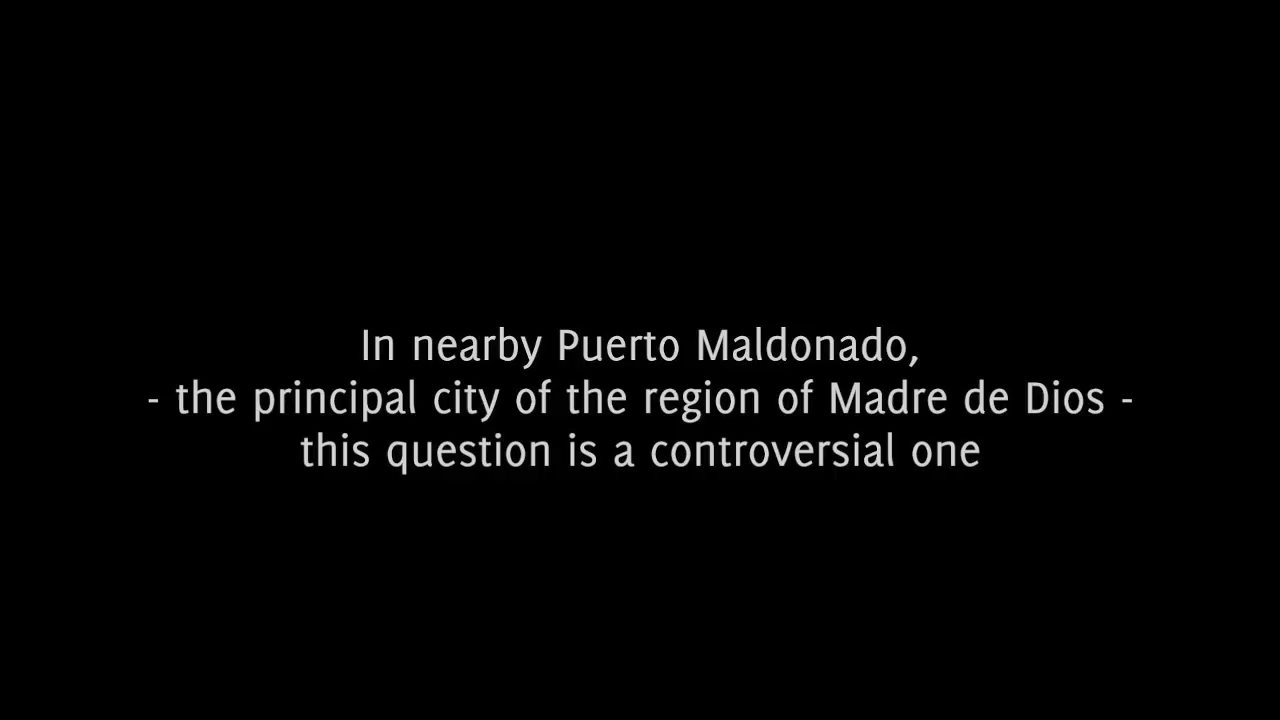 In nearby Puerto Maldonado,
- the principal city of the region of Madre de Dios -
this question is a controversial one